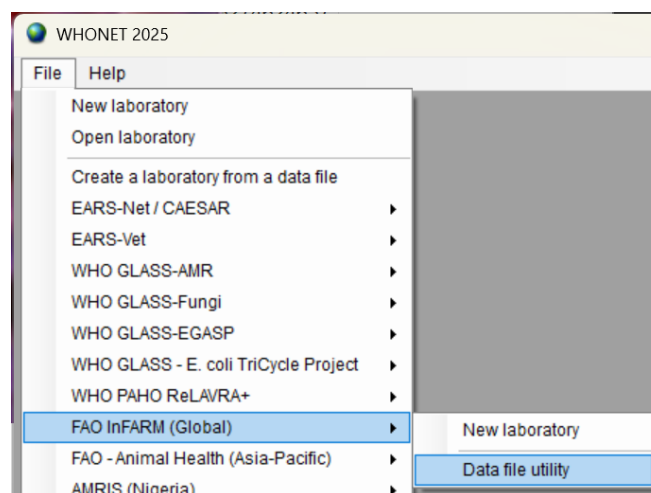 WHONET 2025
File Help
New laboratory
Open laboratory
Create a laboratory from a data file
EARS-Net / CAESAR
EARS-Vet
WHO GLASS-AMR
WHO GLASS-Fungi
WHO GLASS-EGASP
WHO GLASS - E. coli TriCycle Project
WHO PAHO ReLAVRA+
FAO InFARM (Global)
New laboratory
FAO - Animal Health (Asia-Pacific)
Data file utility
AMRIS (Nigeria)